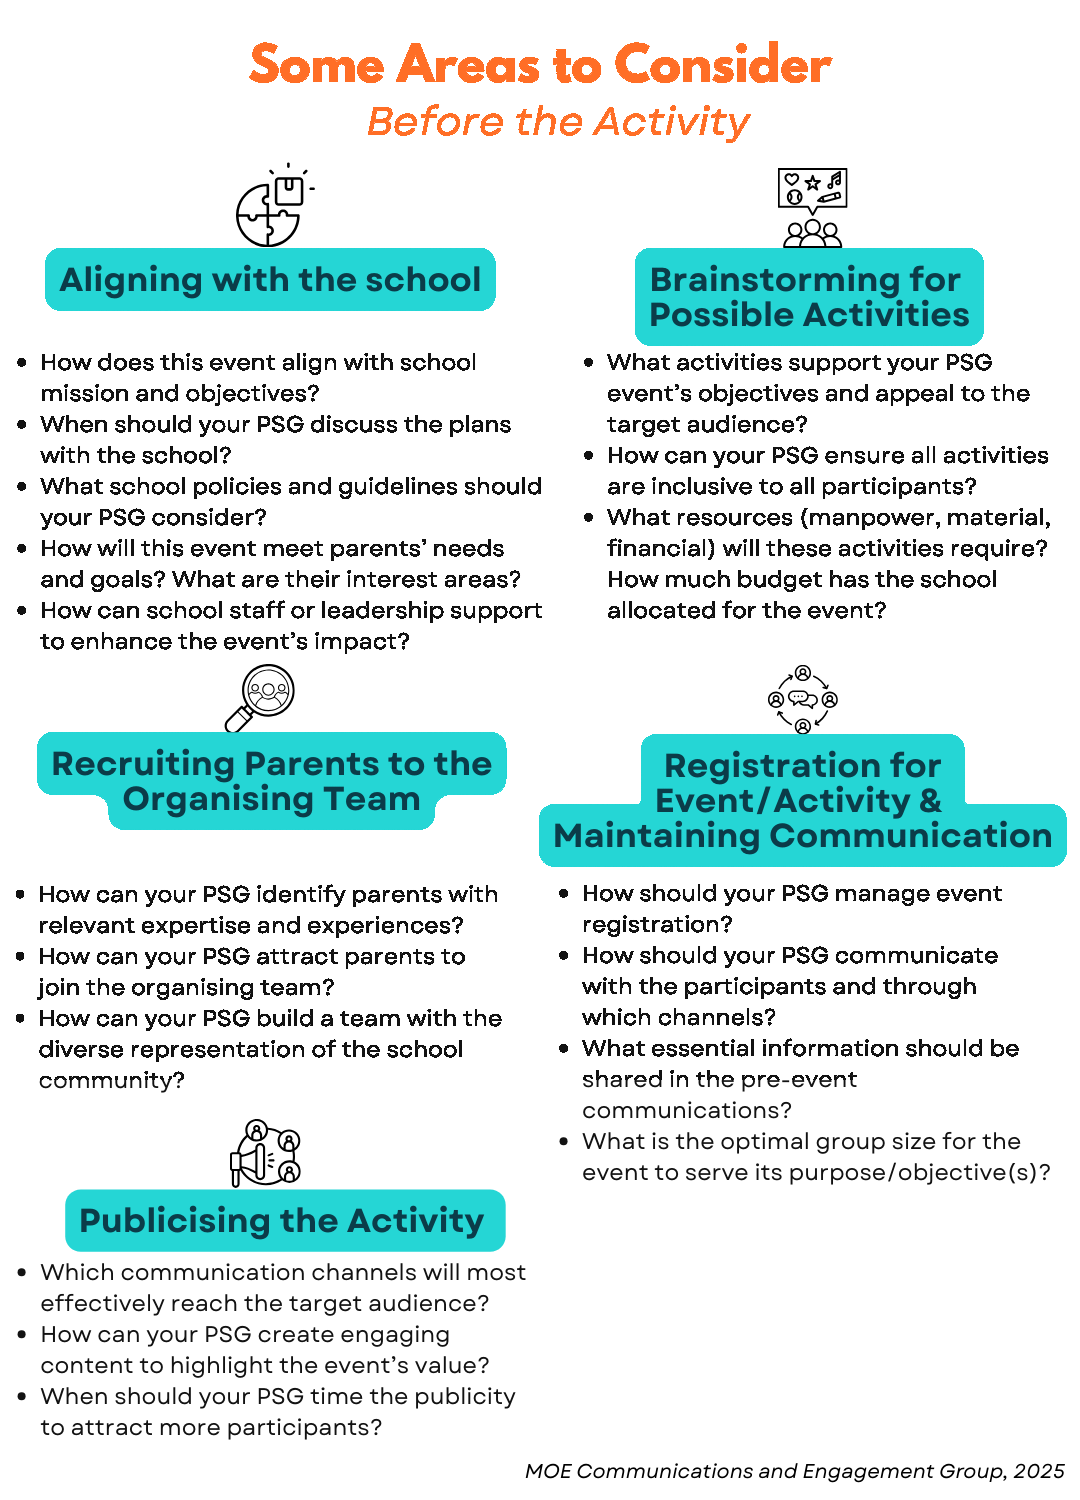 Some Areas to Consider
Before the Activity
Aligning with the school
• How does this event align with school
mission and objectives?
• When should your PSG discuss the plans
with the school?
• What school policies and guidelines should
your PSG consider?
• How will this event meet parents’ needs
and goals? What are their interest areas?
• How can school staff or leadership support
to enhance the event’s impact?
Brainstorming for
Possible Activities
• What activities support your PSG
event’s objectives and appeal to the
target audience?
• How can your PSG ensure all activities
are inclusive to all participants?
• What resources (manpower, material,
financial) will these activities require?
How much budget has the school
allocated for the event?
Recruiting Parents to the
Organising Team
• How can your PSG identify parents with
relevant expertise and experiences?
• How can your PSG attract parents to
join the organising team?
• How can your PSG build a team with the
diverse representation of the school
community?
Registration for
Event/Activity &
Maintaining Communication
• How should your PSG manage event
registration?
• How should your PSG communicate
with the participants and through
which channels?
• What essential information should be
shared in the pre-event
communications?
• What is the optimal group size for the
event to serve its purpose/objective(s)?
Publicising the Activity
• Which communication channels will most
effectively reach the target audience?
• How can your PSG create engaging
content to highlight the event’s value?
• When should your PSG time the publicity
to attract more participants?
MOE Communications and Engagement Group, 2025